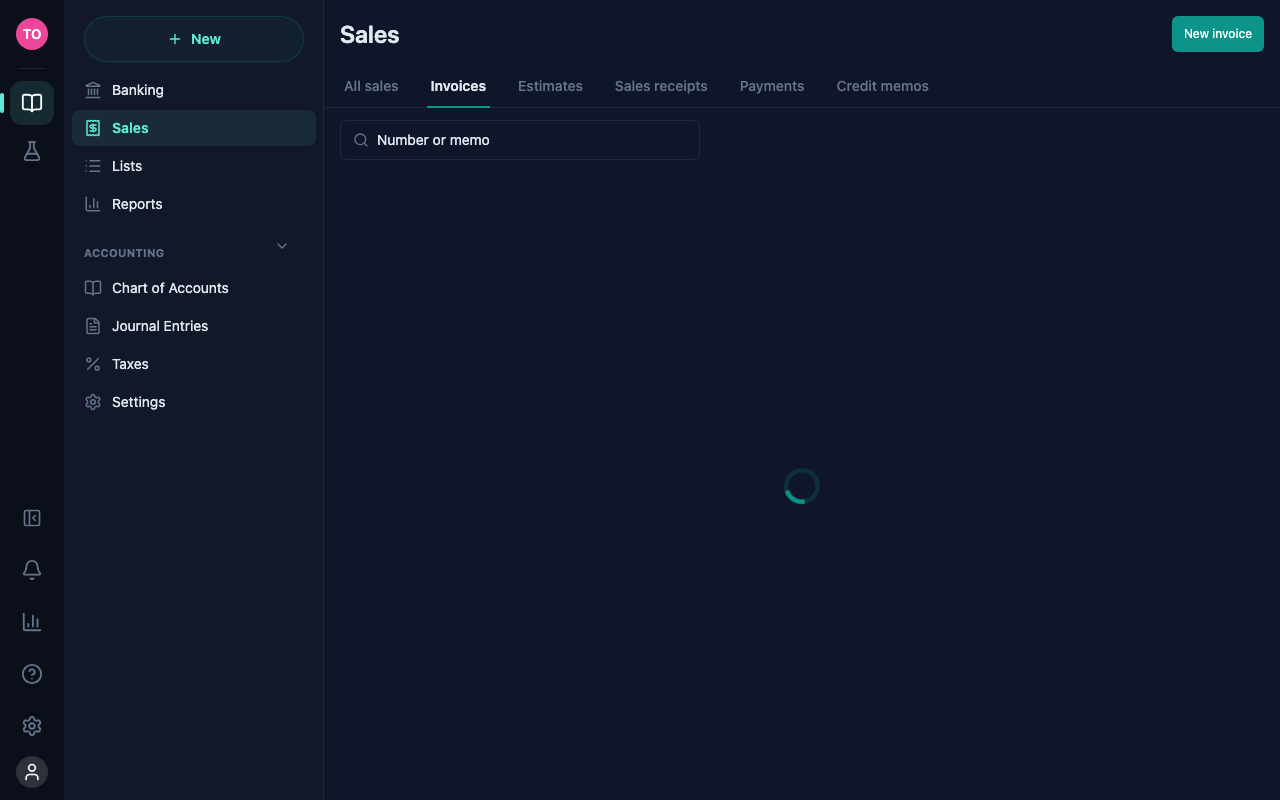 TO
New
Banking
Sales
Lists
Reports
ACCOUNTING
Chart of Accounts
Journal Entries
Taxes
Settings
Sales
New invoice
All sales
Invoices
Estimates
Sales receipts
Payments
Credit memos
Number or memo